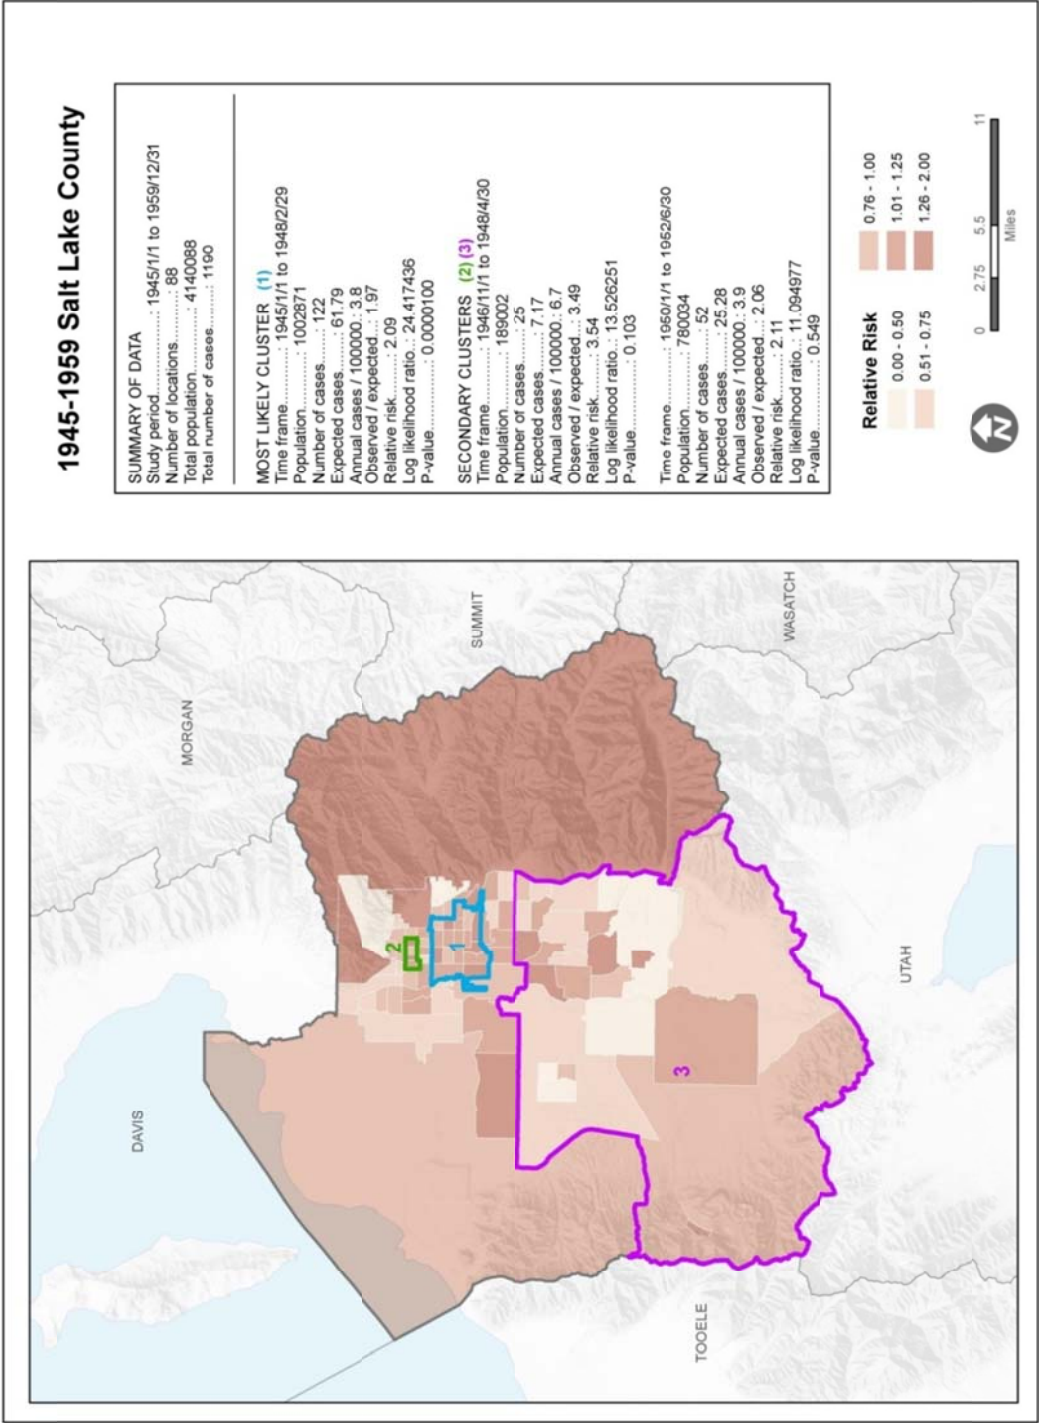 1945-1959 Salt Lake County
SUMMARY OF DATA
Study period..........: 1945/1/1 to 1959/12/31
Number of locations......: 88
Total population..........: 4140088
Total number of cases........: 1190
MOST LIKELY CLUSTER (1)
Time frame............: 1945/1/1 to 1948/2/29
Population............: 1002871
Number of cases.......: 122
Expected cases........: 61.79
Annual cases / 100000.: 3.8
Observed / expected...: 1.97
Relative risk.........: 2.09
Log likelihood ratio..: 24.417436
P-value...............: 0.0000100
SECONDARY CLUSTERS (2) (3)
Time frame............: 1946/11/1 to 1948/4/30
Population............: 189002
Number of cases.......: 25
Expected cases........: 7.17
Annual cases / 100000.: 6.7
Observed / expected...: 3.49
Relative risk.........: 3.54
Log likelihood ratio..: 13.526251
P-value...............: 0.103
Time frame............: 1950/1/1 to 1952/6/30
Population............: 780034
Number of cases.......: 52
Expected cases........: 25.28
Annual cases / 100000.: 3.9
Observed / expected...: 2.06
Relative risk.........: 2.11
Log likelihood ratio..: 11.094977
P-value...............: 0.549
Relative Risk
0.00 - 0.50
0.51 - 0.75
0.76 - 1.00
1.01 - 1.25
1.26 - 2.00
N
0 2.75 5.5 11
Miles
DAVIS
MORGAN
SUMMIT
WASATCH
UTAH
TOOELE
1
2
3